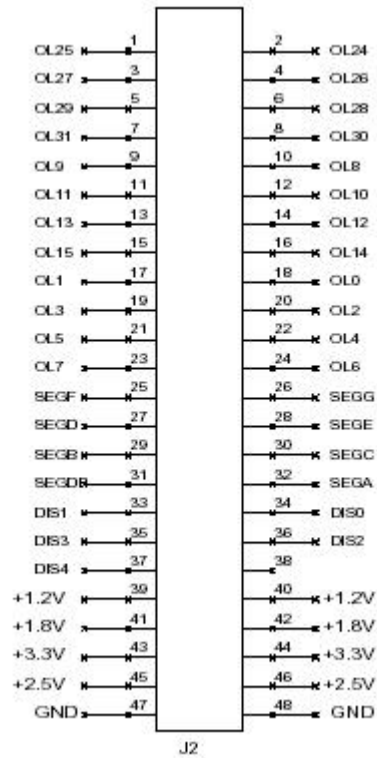 OL25 1 2 OL24
OL27 3 4 OL26
OL29 5 6 OL28
OL31 7 8 OL30
OL9 9 10 OL8
OL11 11 12 OL10
OL13 13 14 OL12
OL15 15 16 OL14
OL1 17 18 OL0
OL3 19 20 OL2
OL5 21 22 OL4
OL7 23 24 OL6
SEGF 25 26 SEGG
SEGD 27 28 SEGE
SEGB 29 30 SEGC
SEGDP 31 32 SEGA
DIS1 33 34 DIS0
DIS3 35 36 DIS2
DIS4 37 38
+1.2V 39 40 +1.2V
+1.8V 41 42 +1.8V
+3.3V 43 44 +3.3V
+2.5V 45 46 +2.5V
GND 47 48 GND
J2